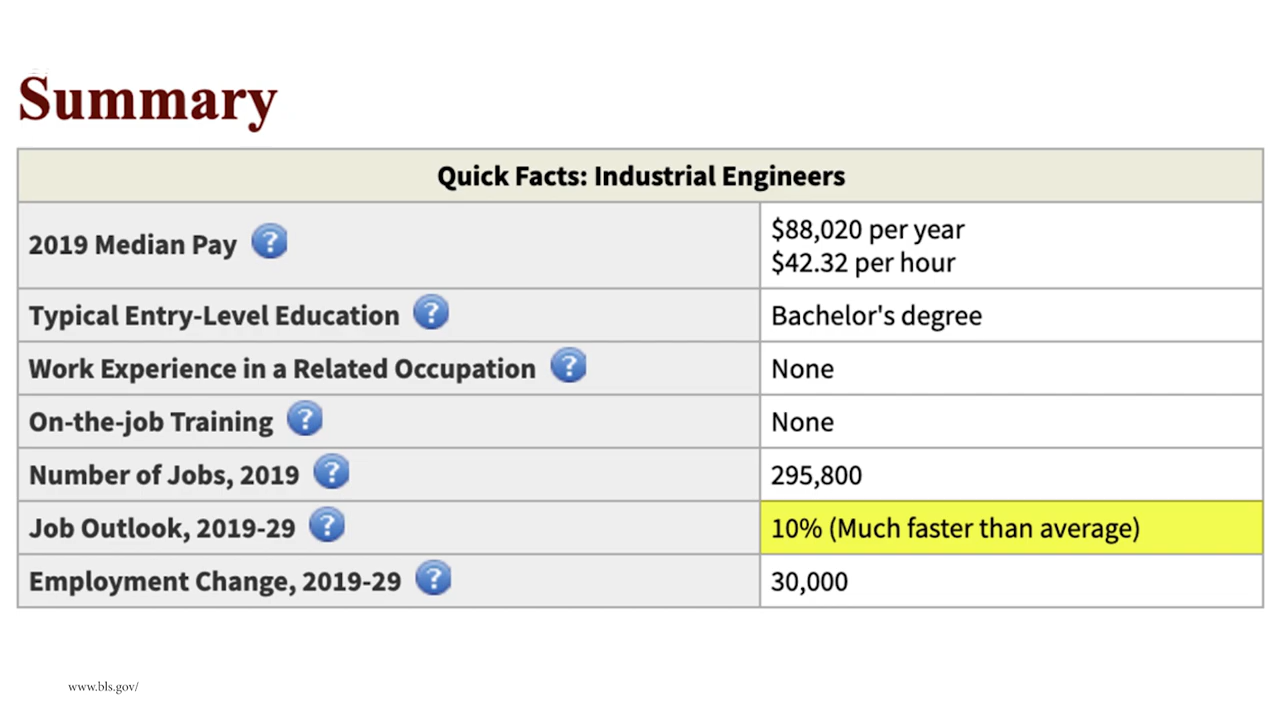 Summary
Quick Facts: Industrial Engineers
2019 Median Pay ?
$88,020 per year
$42.32 per hour
Typical Entry-Level Education ?
Bachelor's degree
Work Experience in a Related Occupation ?
None
On-the-job Training ?
None
Number of Jobs, 2019 ?
295,800
Job Outlook, 2019-29 ?
10% (Much faster than average)
Employment Change, 2019-29 ?
30,000
www.bls.gov/